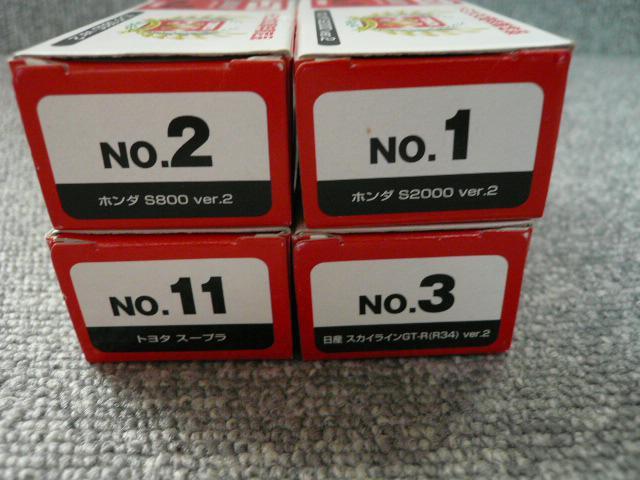 NO.2
ホンダ S800 ver.2
NO.1
ホンダ S2000 ver.2
NO.11
トヨタ スープラ
NO.3
日産 スカイラインGT-R(R34) ver.2